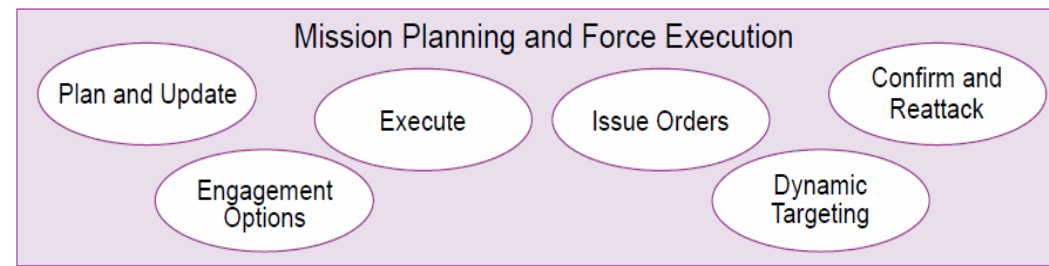 Mission Planning and Force Execution
Plan and Update
Execute
Issue Orders
Confirm and
Reattack
Engagement
Options
Dynamic
Targeting